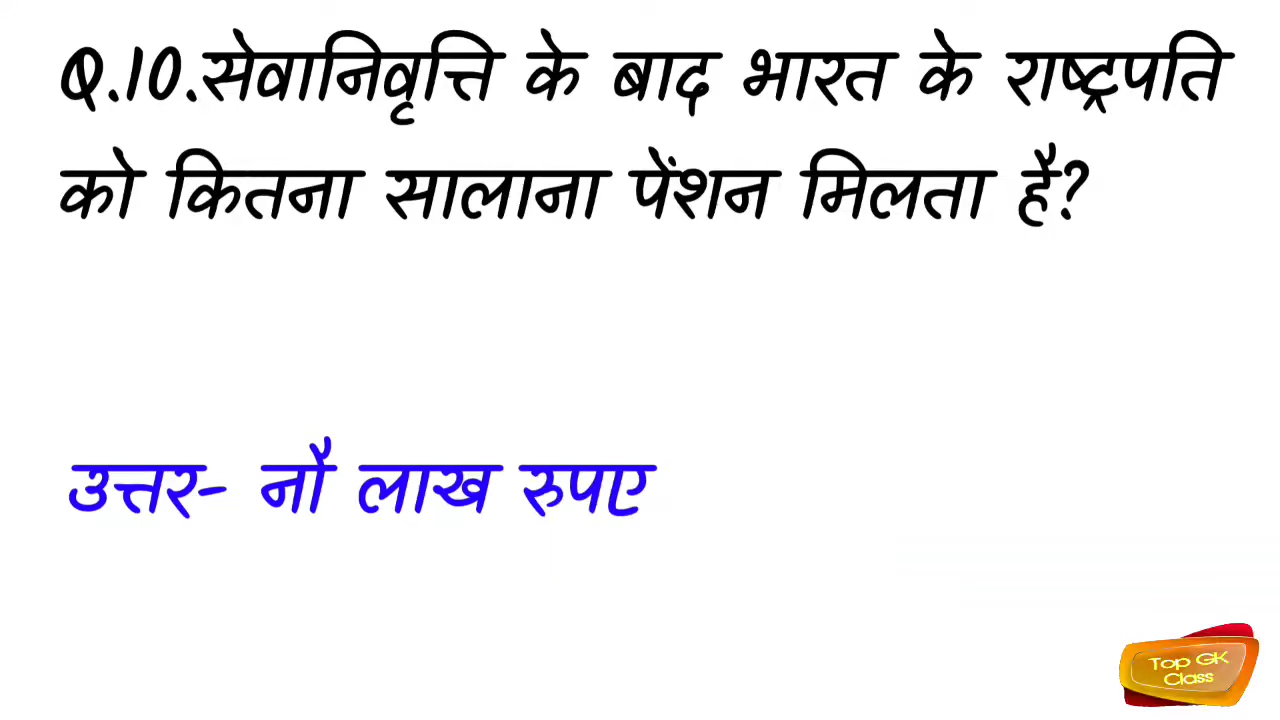 Q.10.सेवानिवृत्ति के बाद भारत के राष्ट्रपति
को कितना सालाना पेंशन मिलता है?
उत्तर- नौ लाख रुपए
Top GK
Class